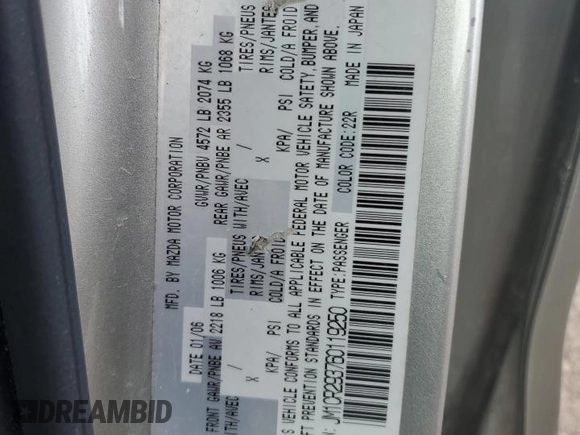 MFD. BY MAZDA MOTOR CORPORATION
DATE 01/06 GVWR/PNBV 4572 LB 2074 KG
FRONT GAWR/PNBE AV 2218 LB 1006 KG REAR GAWR/PNBE AR 2355 LB 1068 KG
WITH/AVEC TIRES/PNEUS WITH/AVEC TIRES/PNEUS
X RIMS/JAN X RIMS/JANTES
KPA/ PSI COLD/A FROID KPA/ PSI COLD/A FROID
VEHICLE CONFORMS TO ALL APPLICABLE FEDERAL MOTOR VEHICLE SAFETY, BUMPER, AND
PREVENTION STANDARDS IN EFFECT ON THE DATE OF MANUFACTURE SHOWN ABOVE.
COLOR CODE:22R MADE IN JAPAN
TYPE:PASSENGER
DREAMBID